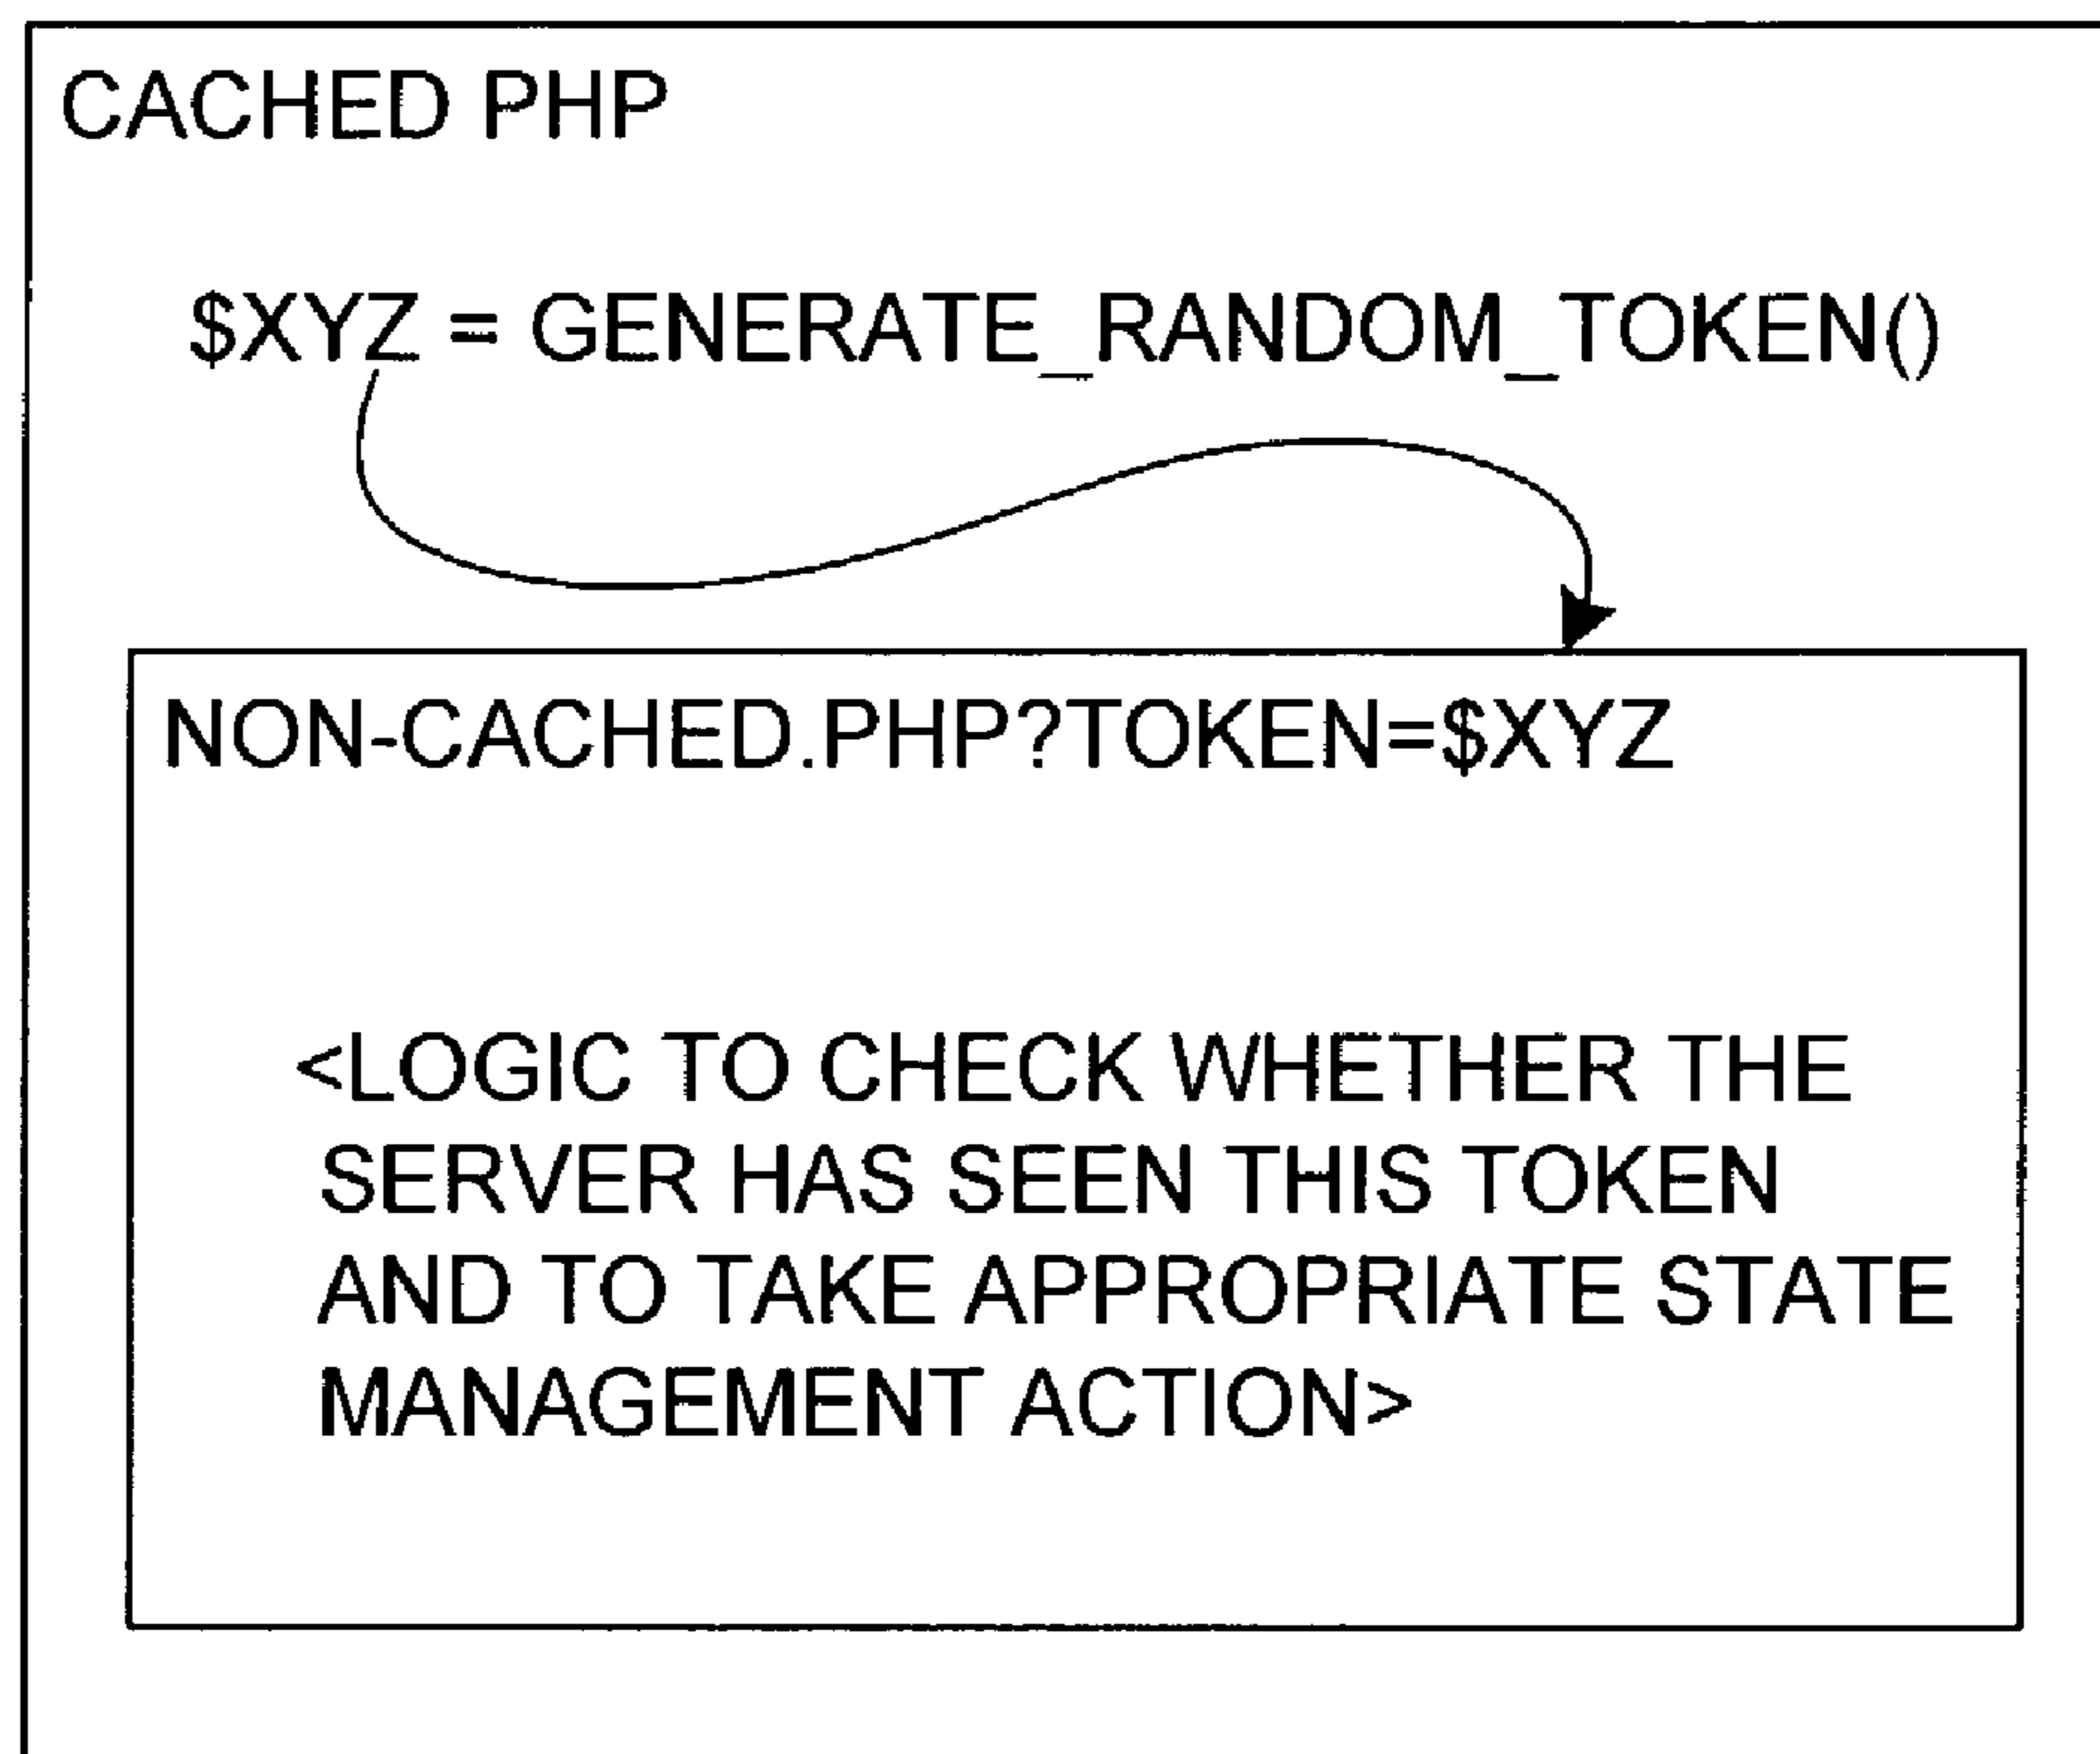 CACHED PHP
$XYZ = GENERATE_RANDOM_TOKEN()
NON-CACHED.PHP?TOKEN=$XYZ
<LOGIC TO CHECK WHETHER THE
SERVER HAS SEEN THIS TOKEN
AND TO TAKE APPROPRIATE STATE
MANAGEMENT ACTION>